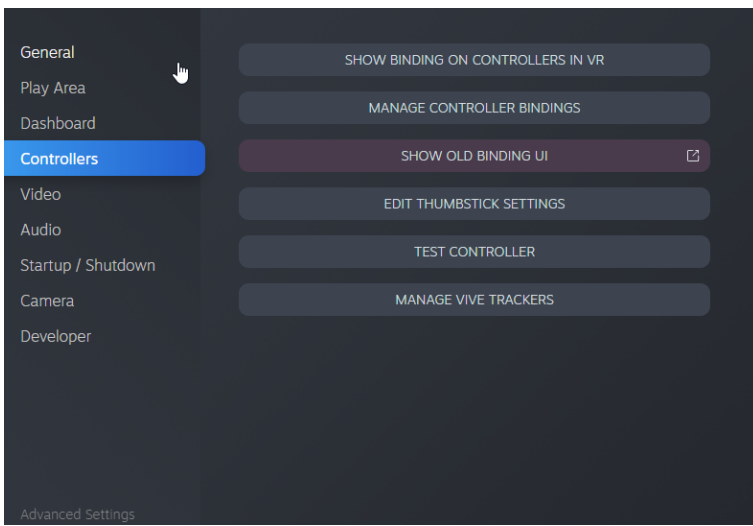 General
Play Area
Dashboard
Controllers
Video
Audio
Startup / Shutdown
Camera
Developer
Advanced Settings
SHOW BINDING ON CONTROLLERS IN VR
MANAGE CONTROLLER BINDINGS
SHOW OLD BINDING UI
EDIT THUMBSTICK SETTINGS
TEST CONTROLLER
MANAGE VIVE TRACKERS